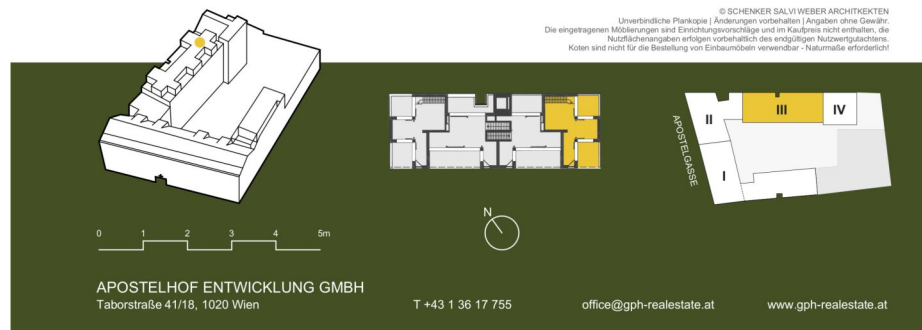 © SCHENKER SALVI WEBER ARCHITKEKTEN
Unverbindliche Plankopie | Änderungen vorbehalten | Angaben ohne Gewähr.
Die eingetragenen Möblierungen sind Einrichtungsvorschläge und im Kaufpreis nicht enthalten, die
Nutzflächenangaben erfolgen vorbehaltlich des endgültigen Nutzwertgutachtens.
Koten sind nicht für die Bestellung von Einbaumöbeln verwendbar - Naturmaße erforderlich!
II
III
IV
APOSTELGASSE
I
N
0 1 2 3 4 5m
APOSTELHOF ENTWICKLUNG GMBH
Taborstraße 41/18, 1020 Wien
T +43 1 36 17 755
office@gph-realestate.at
www.gph-realestate.at